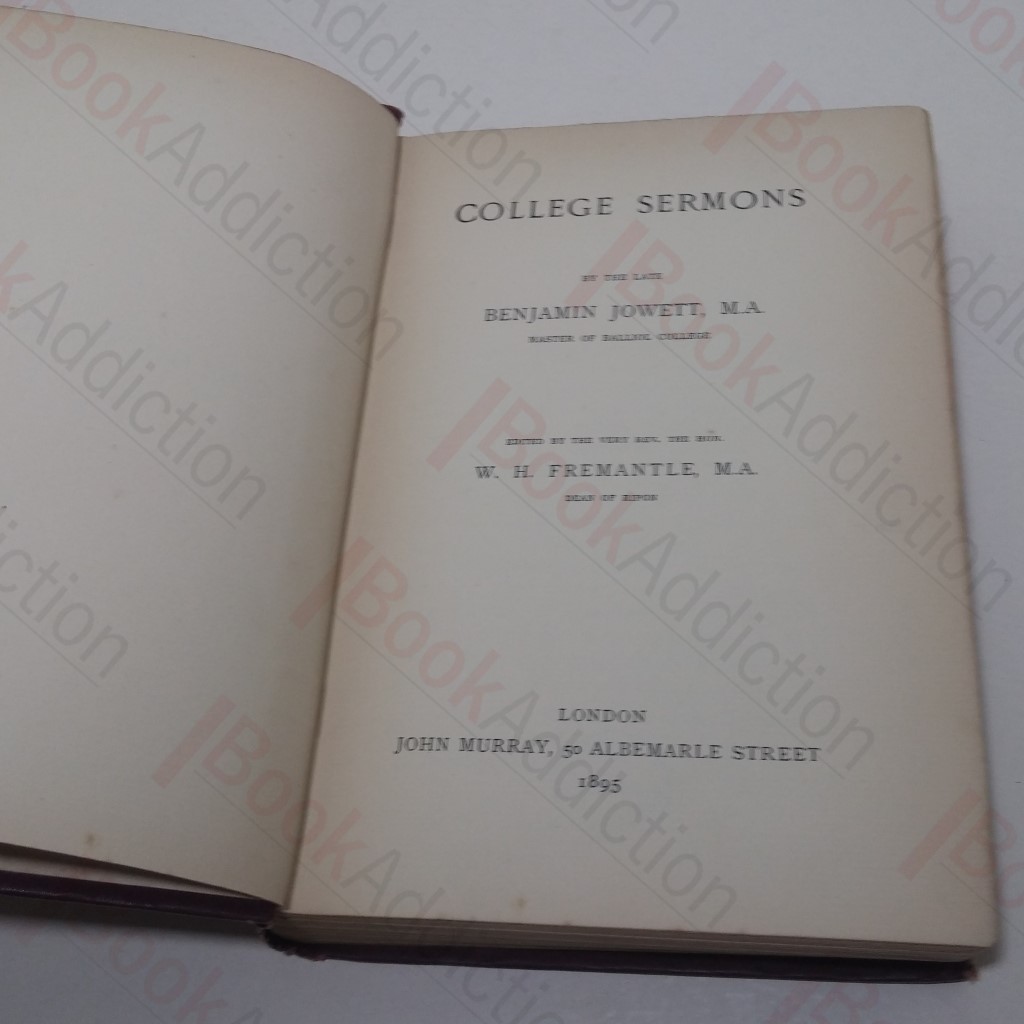 COLLEGE SERMONS
BY THE LATE
BENJAMIN JOWETT, M.A.
MASTER OF BALLIOL COLLEGE
EDITED BY THE VERY REV. THE HON.
W. H. FREMANTLE, M.A.
DEAN OF RIPON
LONDON
JOHN MURRAY, 50 ALBEMARLE STREET
1895
BookAddiction